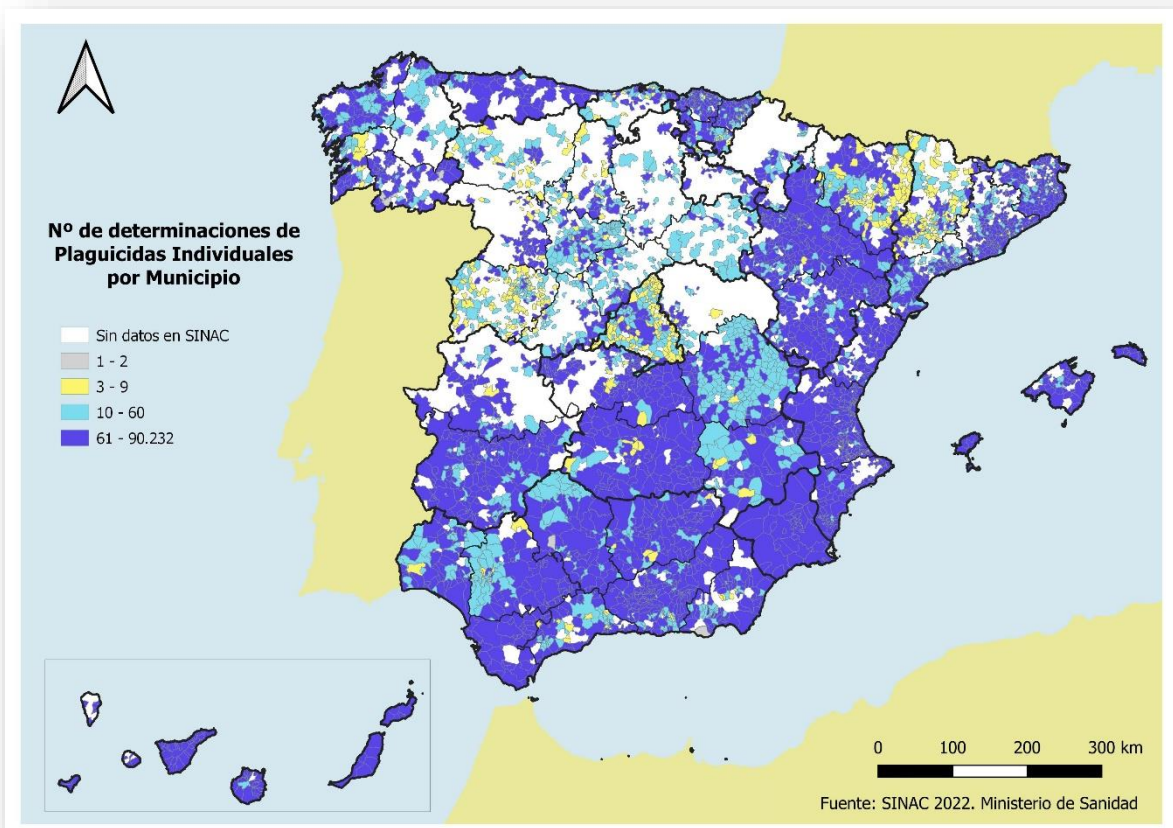 Nº de determinaciones de
Plaguicidas Individuales
por Municipio
Sin datos en SINAC
1 - 2
3 - 9
10 - 60
61 - 90.232
0 100 200 300 km
Fuente: SINAC 2022. Ministerio de Sanidad